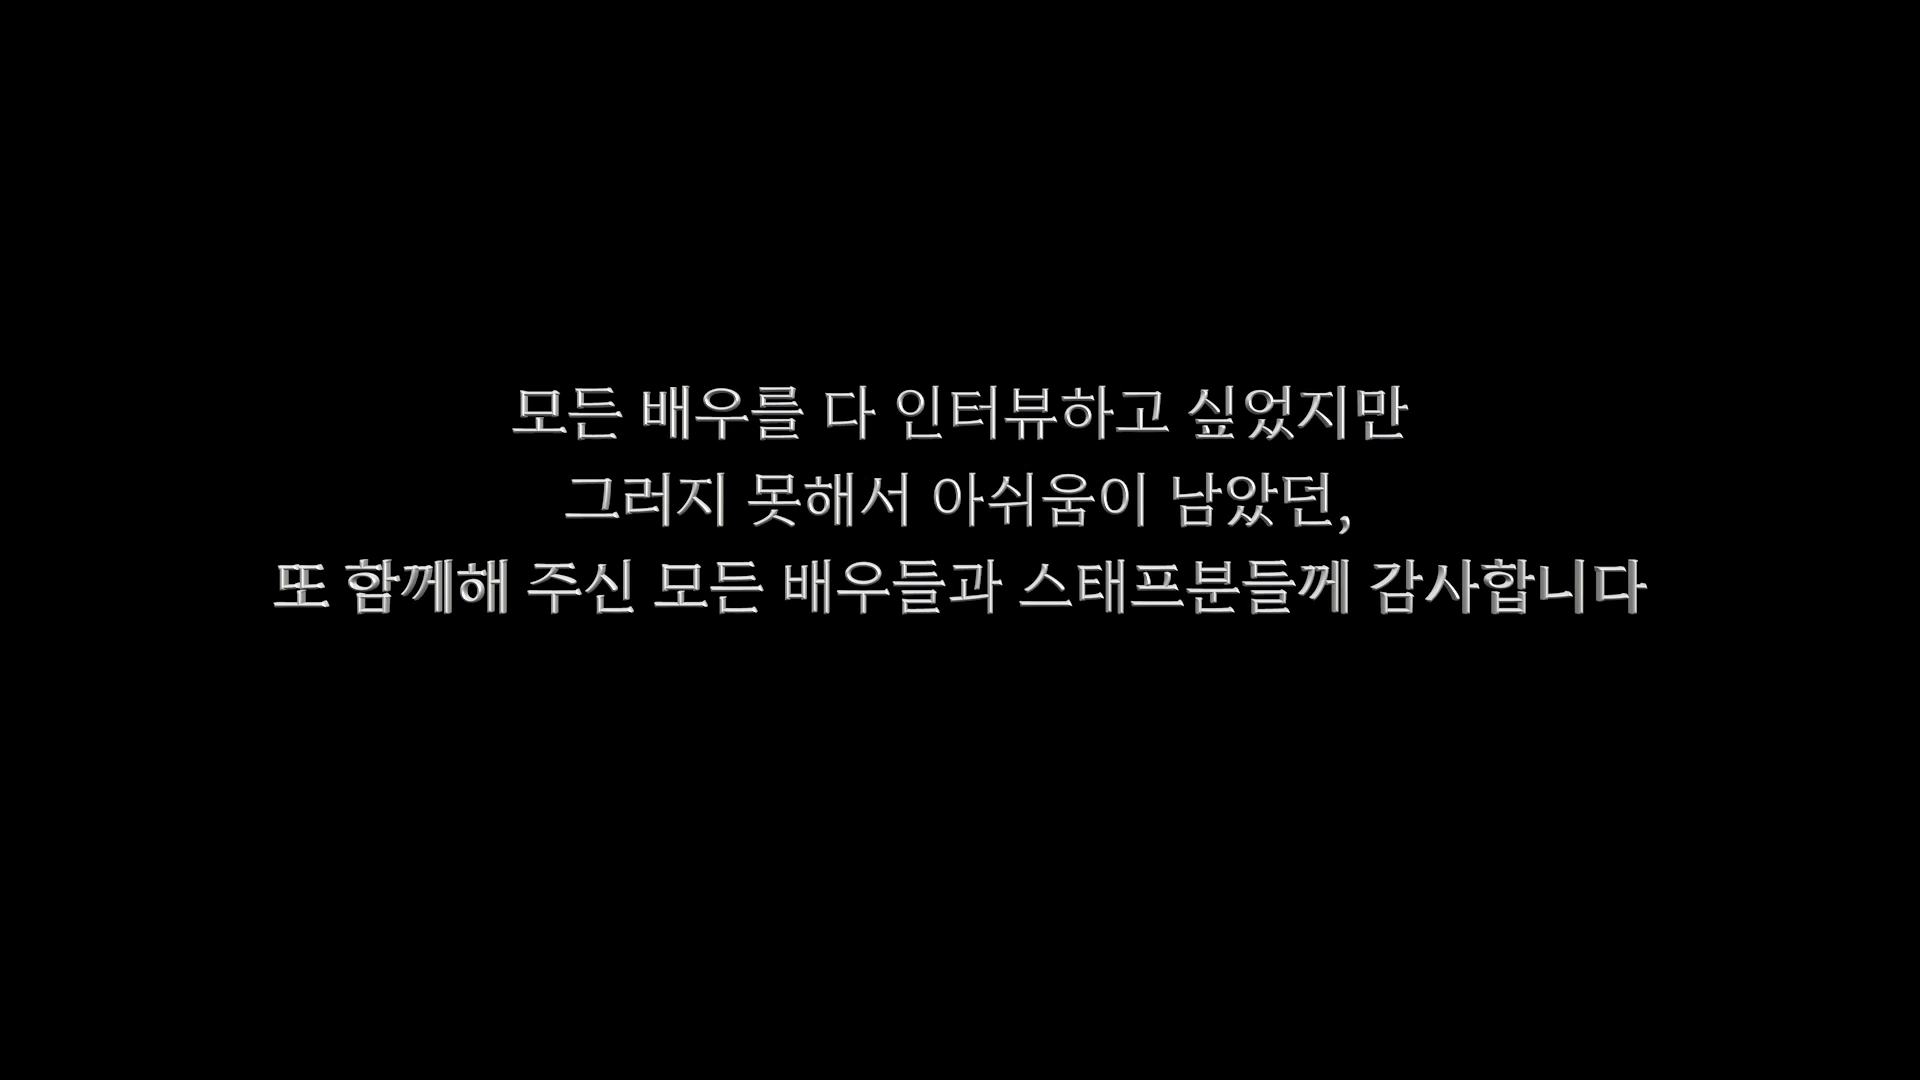 모든 배우를 다 인터뷰하고 싶었지만
그러지 못해서 아쉬움이 남았던,
또 함께해 주신 모든 배우들과 스태프분들께 감사합니다